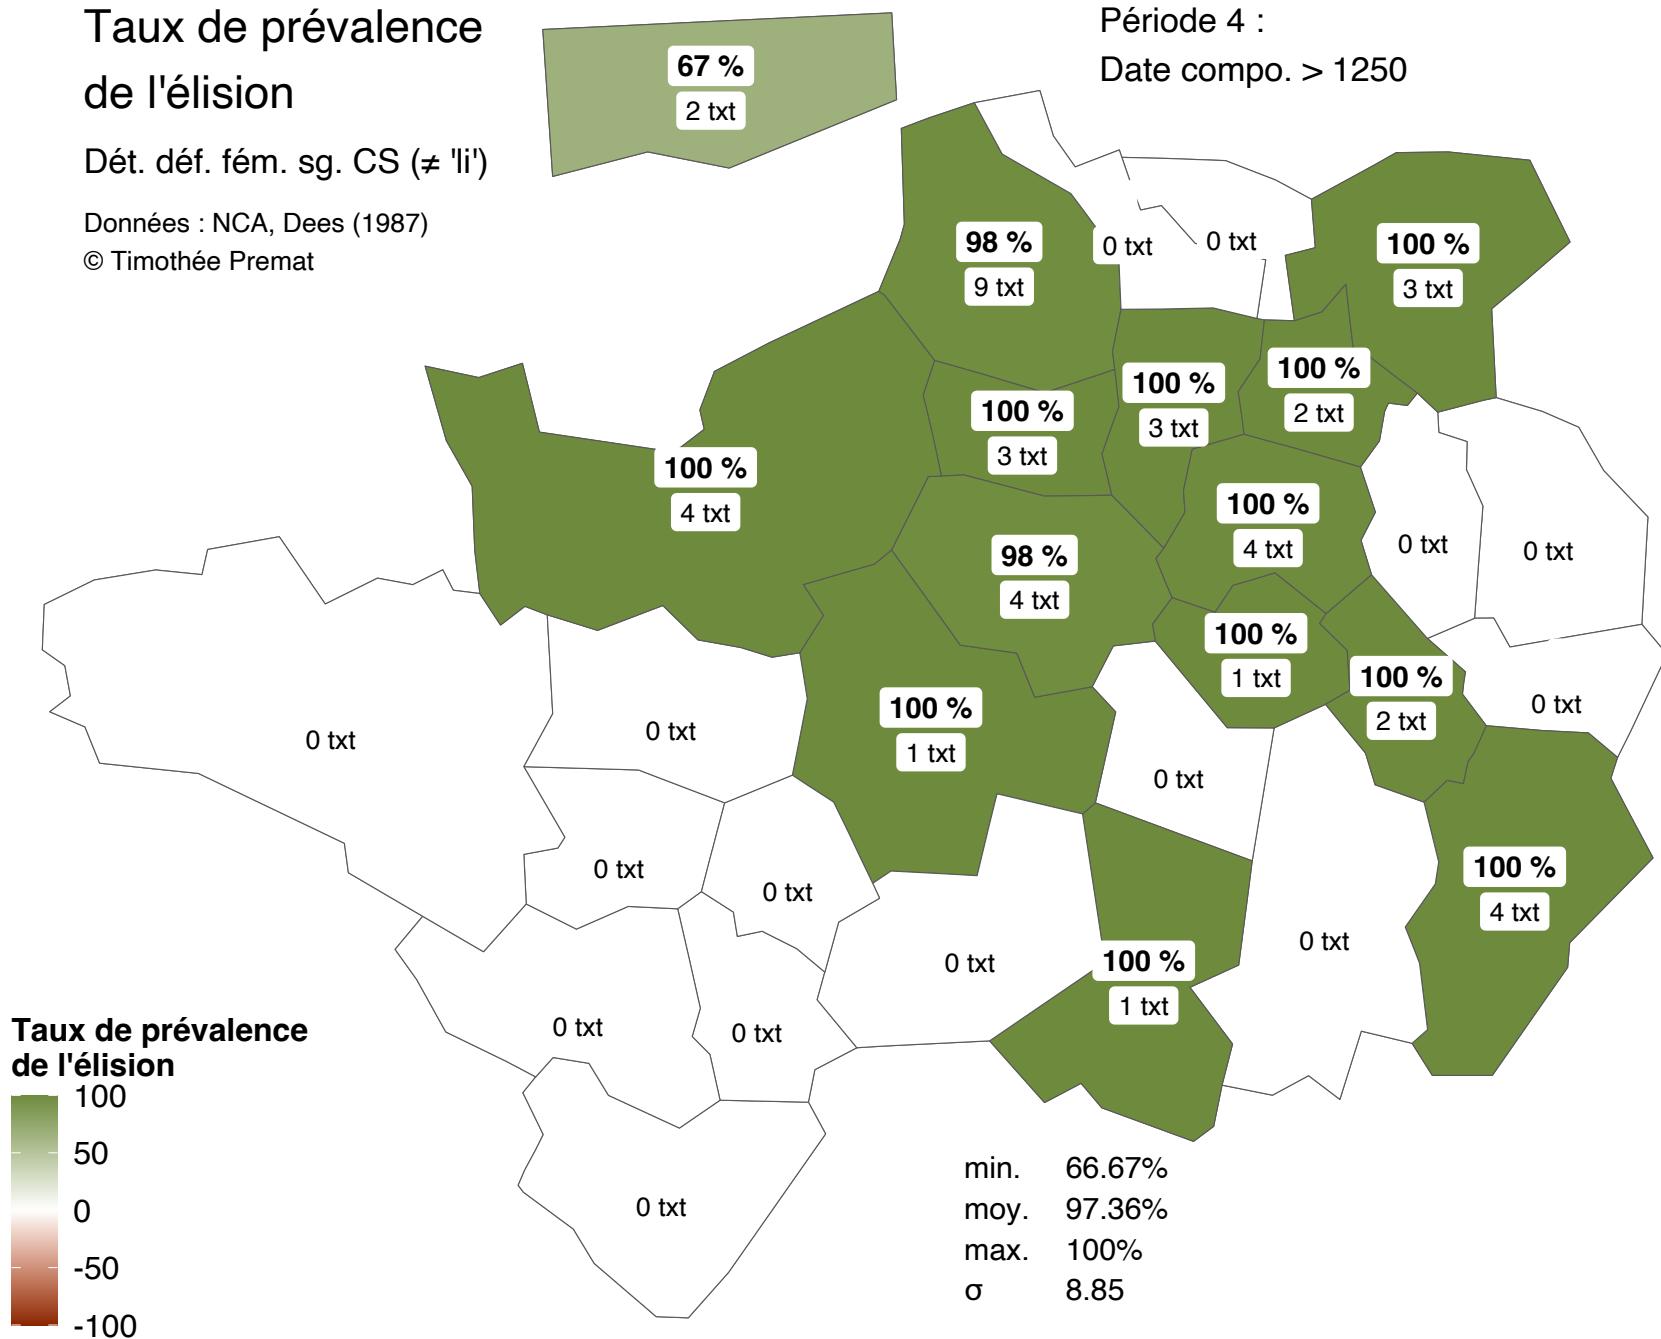 Taux de prévalence
de l'élision
Dét. déf. fém. sg. CS (≠ 'li')
Données : NCA, Dees (1987)
© Timothée Premat
Période 4 :
Date compo. > 1250
67 %
2 txt
98 %
9 txt
0 txt
0 txt
100 %
3 txt
100 %
3 txt
100 %
3 txt
100 %
2 txt
100 %
4 txt
98 %
4 txt
100 %
4 txt
0 txt
0 txt
100 %
1 txt
100 %
2 txt
0 txt
0 txt
0 txt
100 %
1 txt
0 txt
0 txt
0 txt
100 %
4 txt
0 txt
100 %
1 txt
0 txt
0 txt
0 txt
0 txt
Taux de prévalence
de l'élision
100
50
0
-50
-100
min. 66.67%
moy. 97.36%
max. 100%
σ 8.85